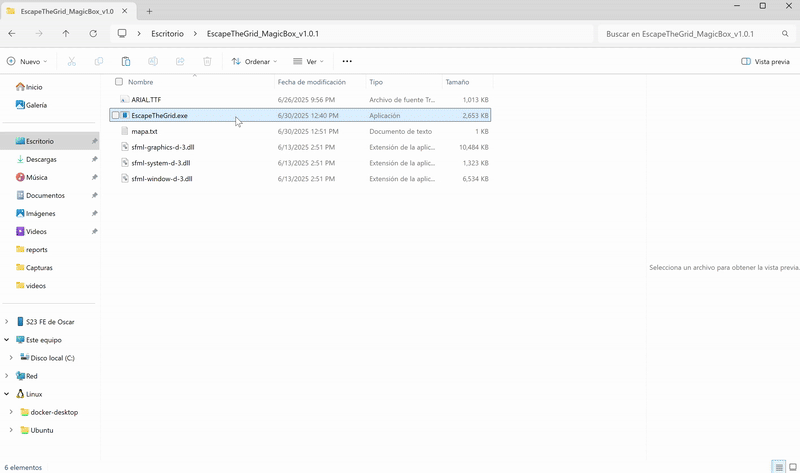 EscapeTheGrid_MagicBox_v1.0
Escritorio
EscapeTheGrid_MagicBox_v1.0.1
Buscar en EscapeTheGrid_MagicBox_v1.0.1
Nuevo
Ordenar
Ver
Vista previa
Nombre Fecha de modificación Tipo Tamaño
ARIAL.TTF 6/26/2025 9:56 PM Archivo de fuente Tr... 1,013 KB
EscapeTheGrid.exe 6/30/2025 12:40 PM Aplicación 2,653 KB
mapa.txt 6/30/2025 12:51 PM Documento de texto 1 KB
sfml-graphics-d-3.dll 6/13/2025 2:51 PM Extensión de la aplic... 10,484 KB
sfml-system-d-3.dll 6/13/2025 2:51 PM Extensión de la aplic... 1,323 KB
sfml-window-d-3.dll 6/13/2025 2:51 PM Extensión de la aplic... 6,534 KB
Inicio
Galería
Escritorio
Descargas
Música
Documentos
Imágenes
Videos
reports
Capturas
videos
S23 FE de Oscar
Este equipo
Disco local (C:)
Red
Linux
docker-desktop
Ubuntu
Selecciona un archivo para obtener la vista previa.
6 elementos